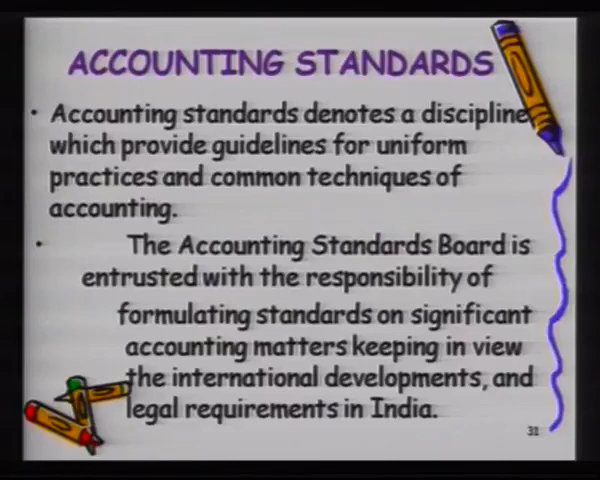 ACCOUNTING STANDARDS
• Accounting standards denotes a discipline
which provide guidelines for uniform
practices and common techniques of
accounting.
• The Accounting Standards Board is
entrusted with the responsibility of
formulating standards on significant
accounting matters keeping in view
the international developments, and
legal requirements in India.
31